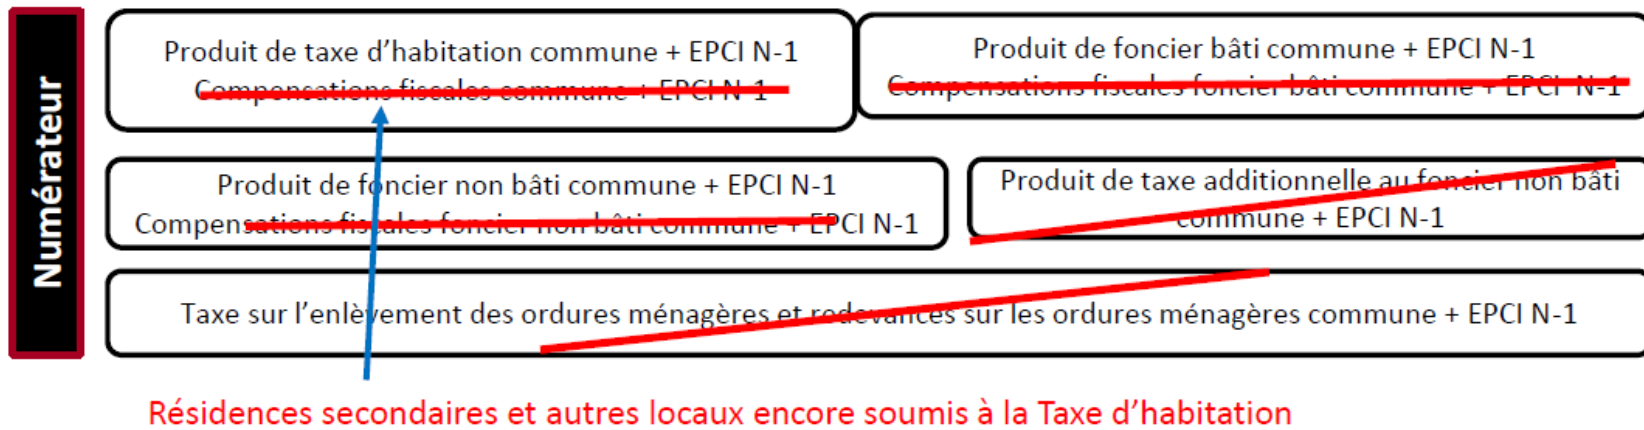 Numérateur
Produit de taxe d'habitation commune + EPCI N-1
Compensations fiscales commune + EPCI N-1
Produit de foncier bâti commune + EPCI N-1
Compensations fiscales foncier bâti commune + EPCI N-1
Produit de foncier non bâti commune + EPCI N-1
Compensations fiscales foncier non bâti commune + EPCI N-1
Produit de taxe additionnelle au foncier non bâti
commune + EPCI N-1
Taxe sur l'enlèvement des ordures ménagères et redevances sur les ordures ménagères commune + EPCI N-1
Résidences secondaires et autres locaux encore soumis à la Taxe d'habitation